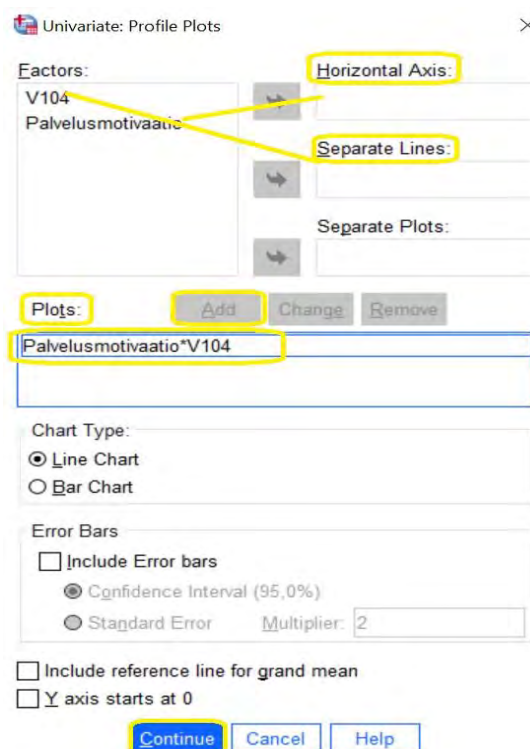 Univariate: Profile Plots
Factors:
Horizontal Axis:
V104
Palvelusmotivaatio
Separate Lines:
Separate Plots:
Plots:
Add
Change
Remove
Palvelusmotivaatio*V104
Chart Type:
Line Chart
Bar Chart
Error Bars
Include Error bars
Confidence Interval (95,0%)
Standard Error
Multiplier: 2
Include reference line for grand mean
Y axis starts at 0
Continue
Cancel
Help